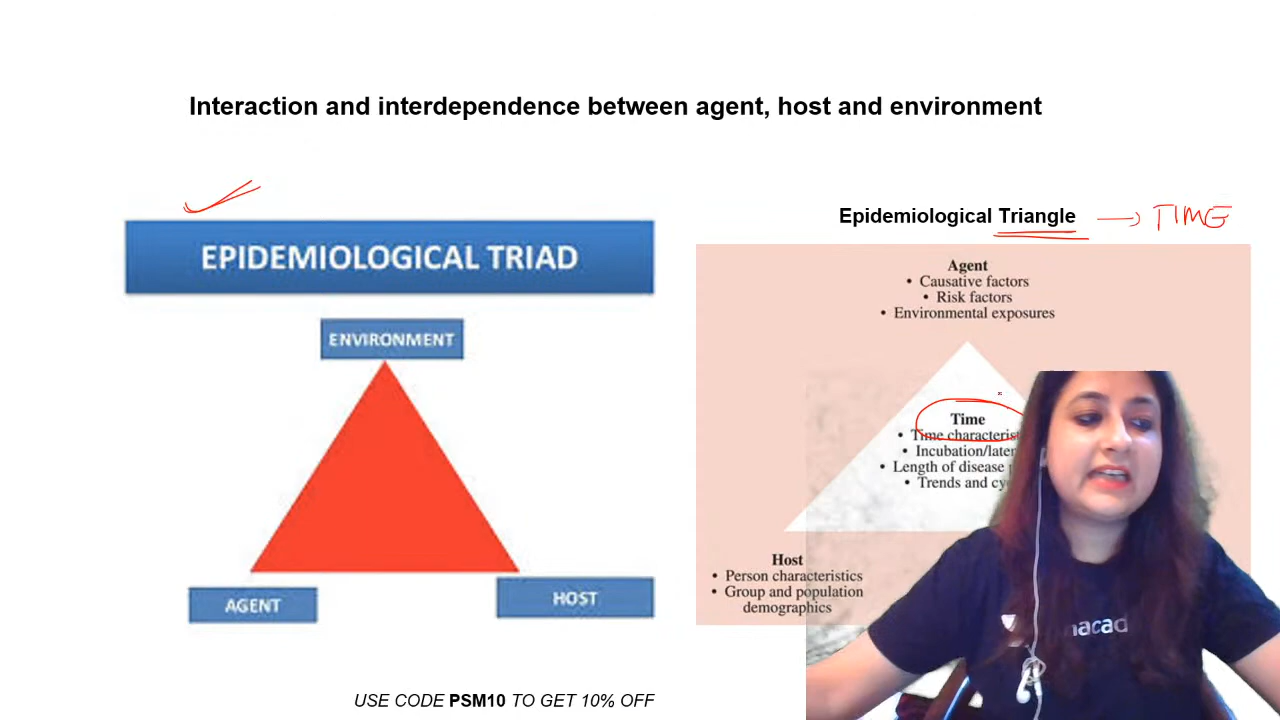 Interaction and interdependence between agent, host and environment
EPIDEMIOLOGICAL TRIAD
ENVIRONMENT
AGENT
HOST
Epidemiological Triangle → TIME
Agent
• Causative factors
• Risk factors
• Environmental exposures
Time
• Time characterist
• Incubation/laten
• Length of disease
• Trends and cy
Host
• Person characteristics
• Group and population
demographics
nacad
USE CODE PSM10 TO GET 10% OFF